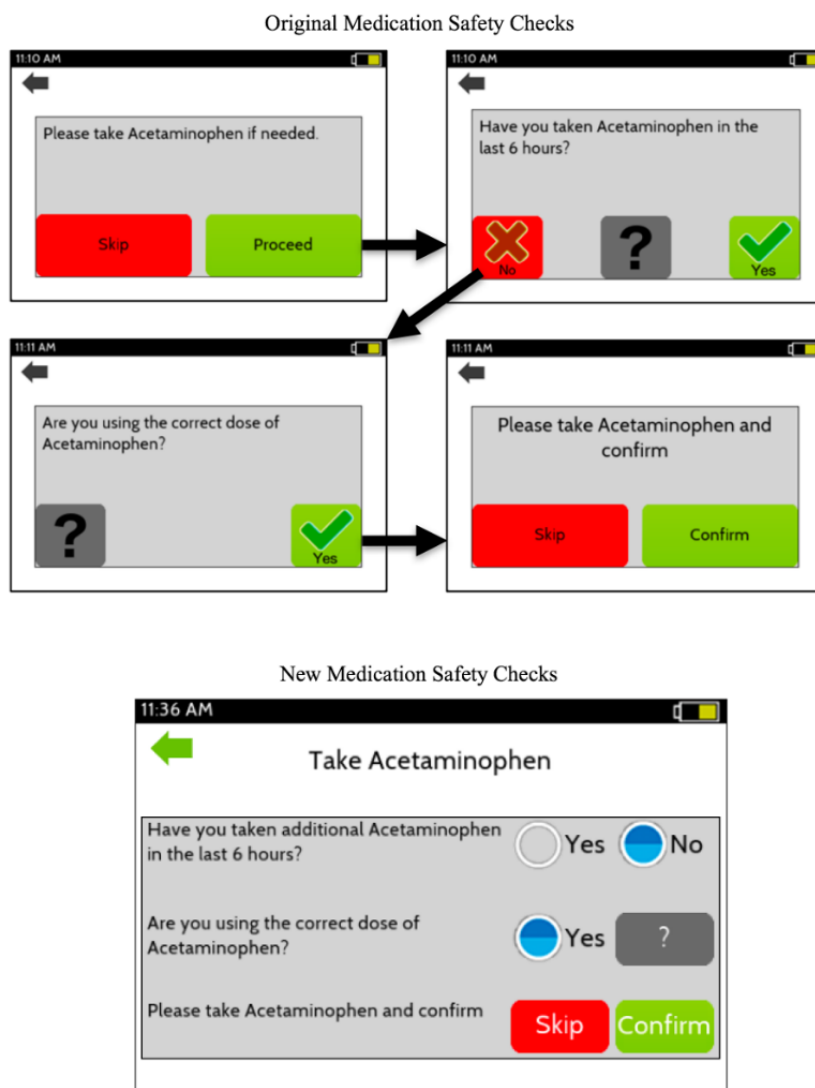 Original Medication Safety Checks
11:10 AM
Please take Acetaminophen if needed.
Skip
Proceed
11:10 AM
Have you taken Acetaminophen in the
last 6 hours?
No
?
Yes
11:11 AM
Are you using the correct dose of
Acetaminophen?
?
Yes
11:11 AM
Please take Acetaminophen and
confirm
Skip
Confirm
New Medication Safety Checks
11:36 AM
Take Acetaminophen
Have you taken additional Acetaminophen
in the last 6 hours?
Yes
No
Are you using the correct dose of
Acetaminophen?
Yes
?
Please take Acetaminophen and confirm
Skip
Confirm